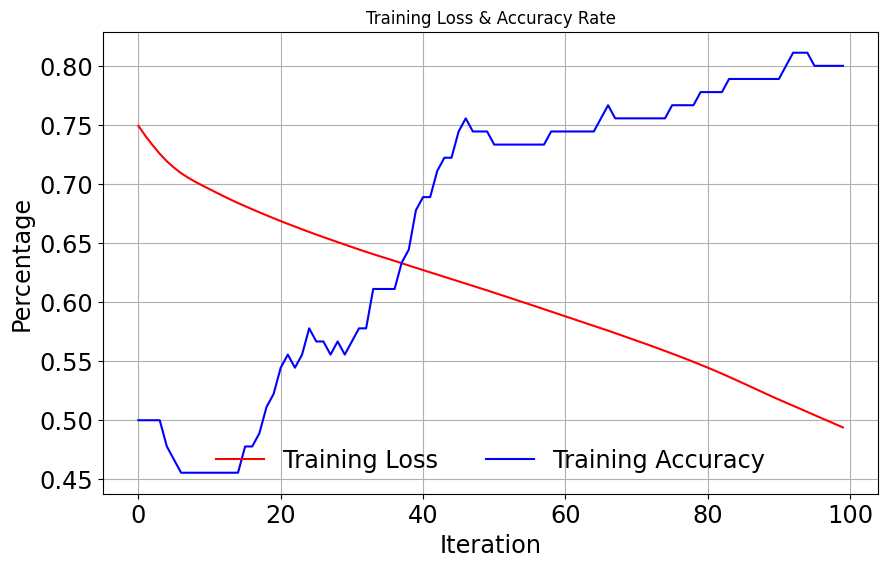 Training Loss & Accuracy Rate
0.80
0.75
0.70
0.65
0.60
0.55
0.50
0.45
Percentage
Training Loss
Training Accuracy
0
20
40
60
80
100
Iteration